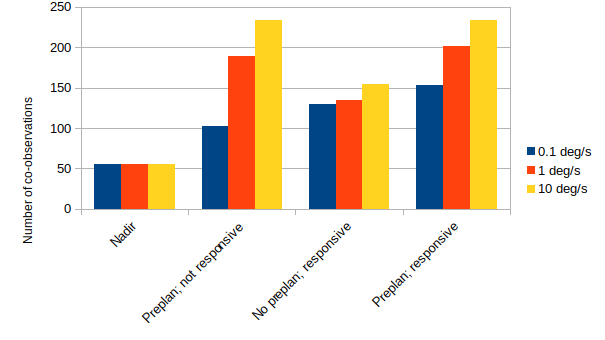 250
200
150
100
50
0
Number of co-observations
Nadir
Preplan; not responsive
No preplan; responsive
Preplan; responsive
0.1 deg/s
1 deg/s
10 deg/s